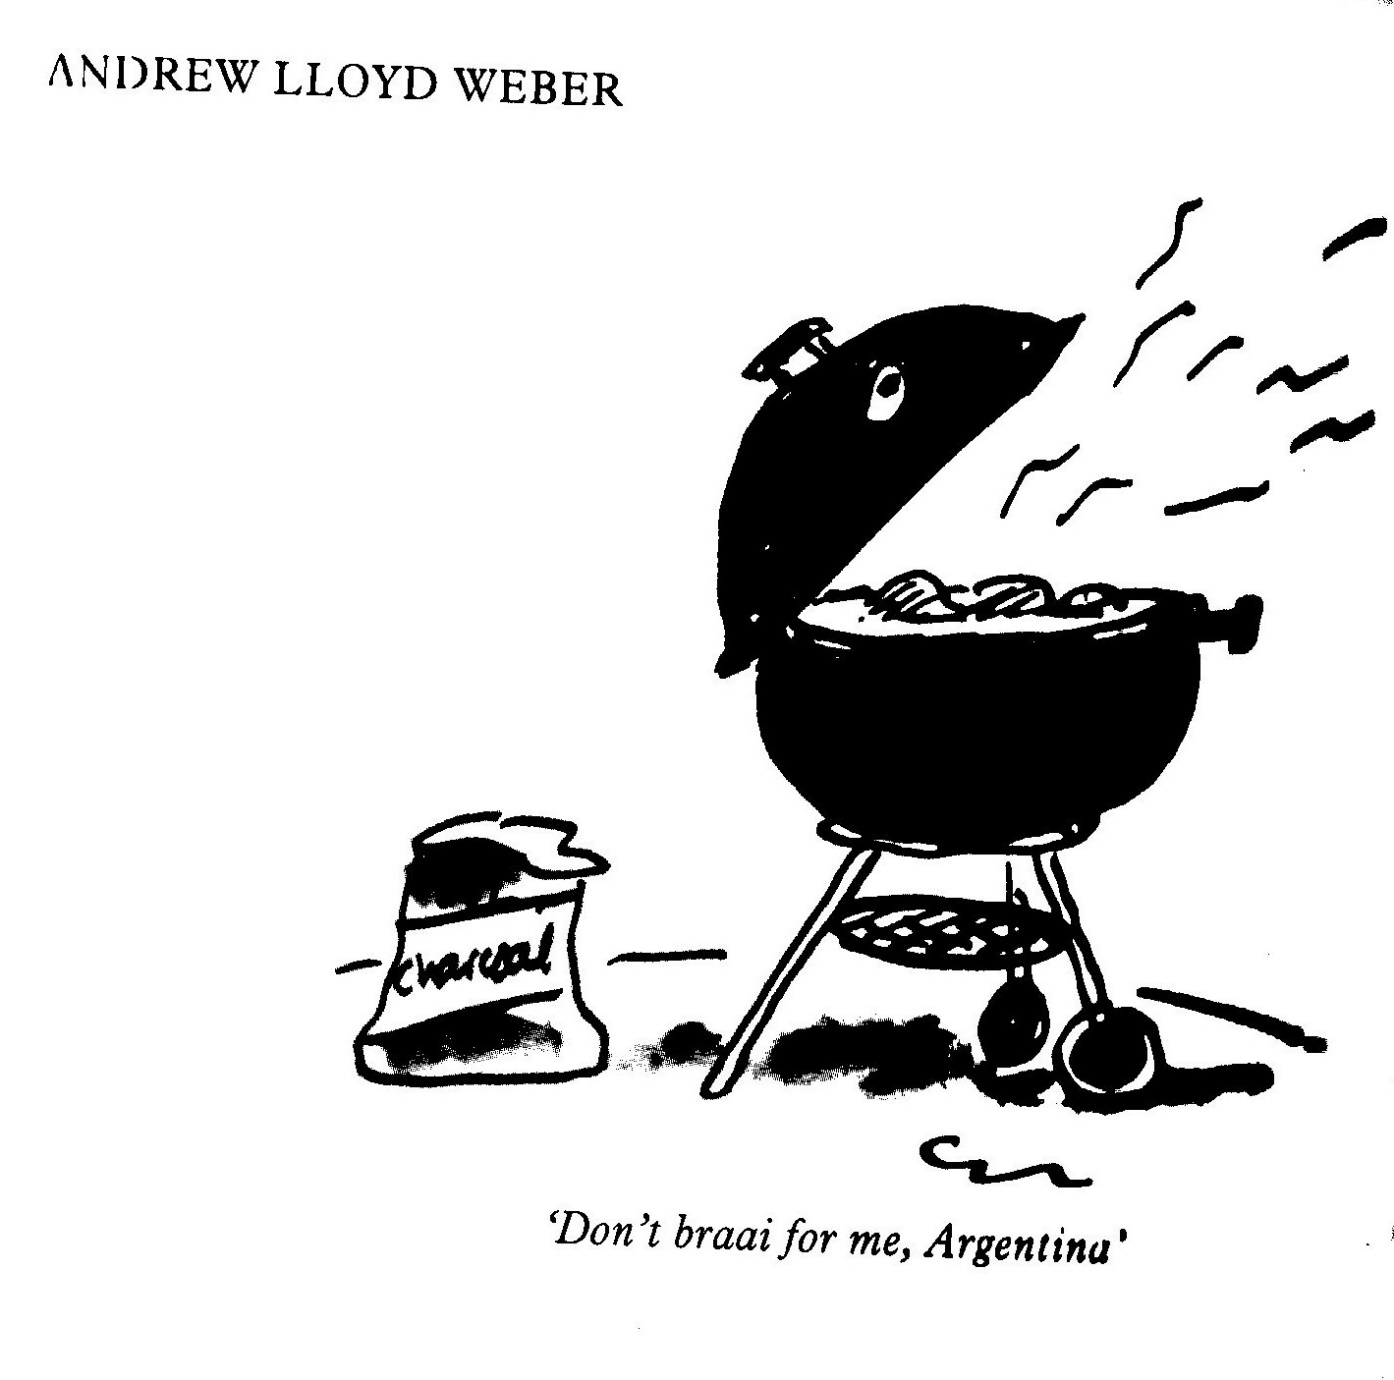 ANDREW LLOYD WEBER
charcoal
'Don't braai for me, Argentina'